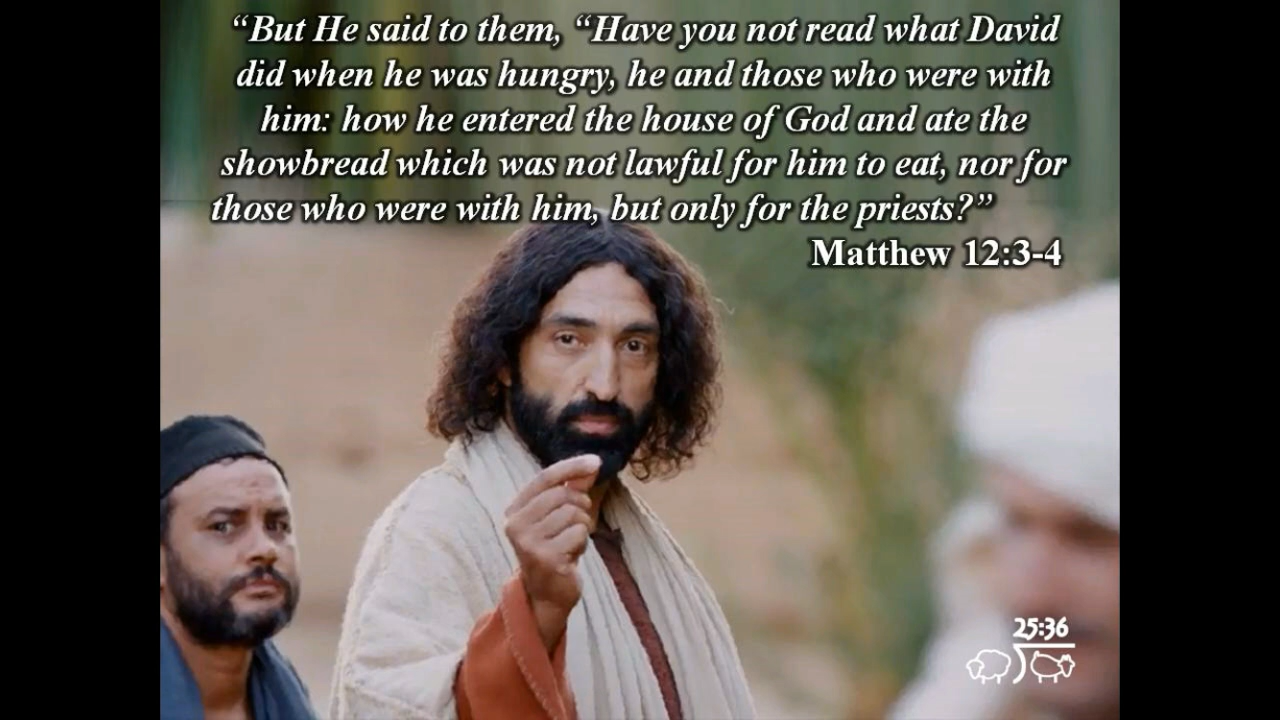 “But He said to them, “Have you not read what David
did when he was hungry, he and those who were with
him: how he entered the house of God and ate the
showbread which was not lawful for him to eat, nor for
those who were with him, but only for the priests?”
Matthew 12:3-4
25:36